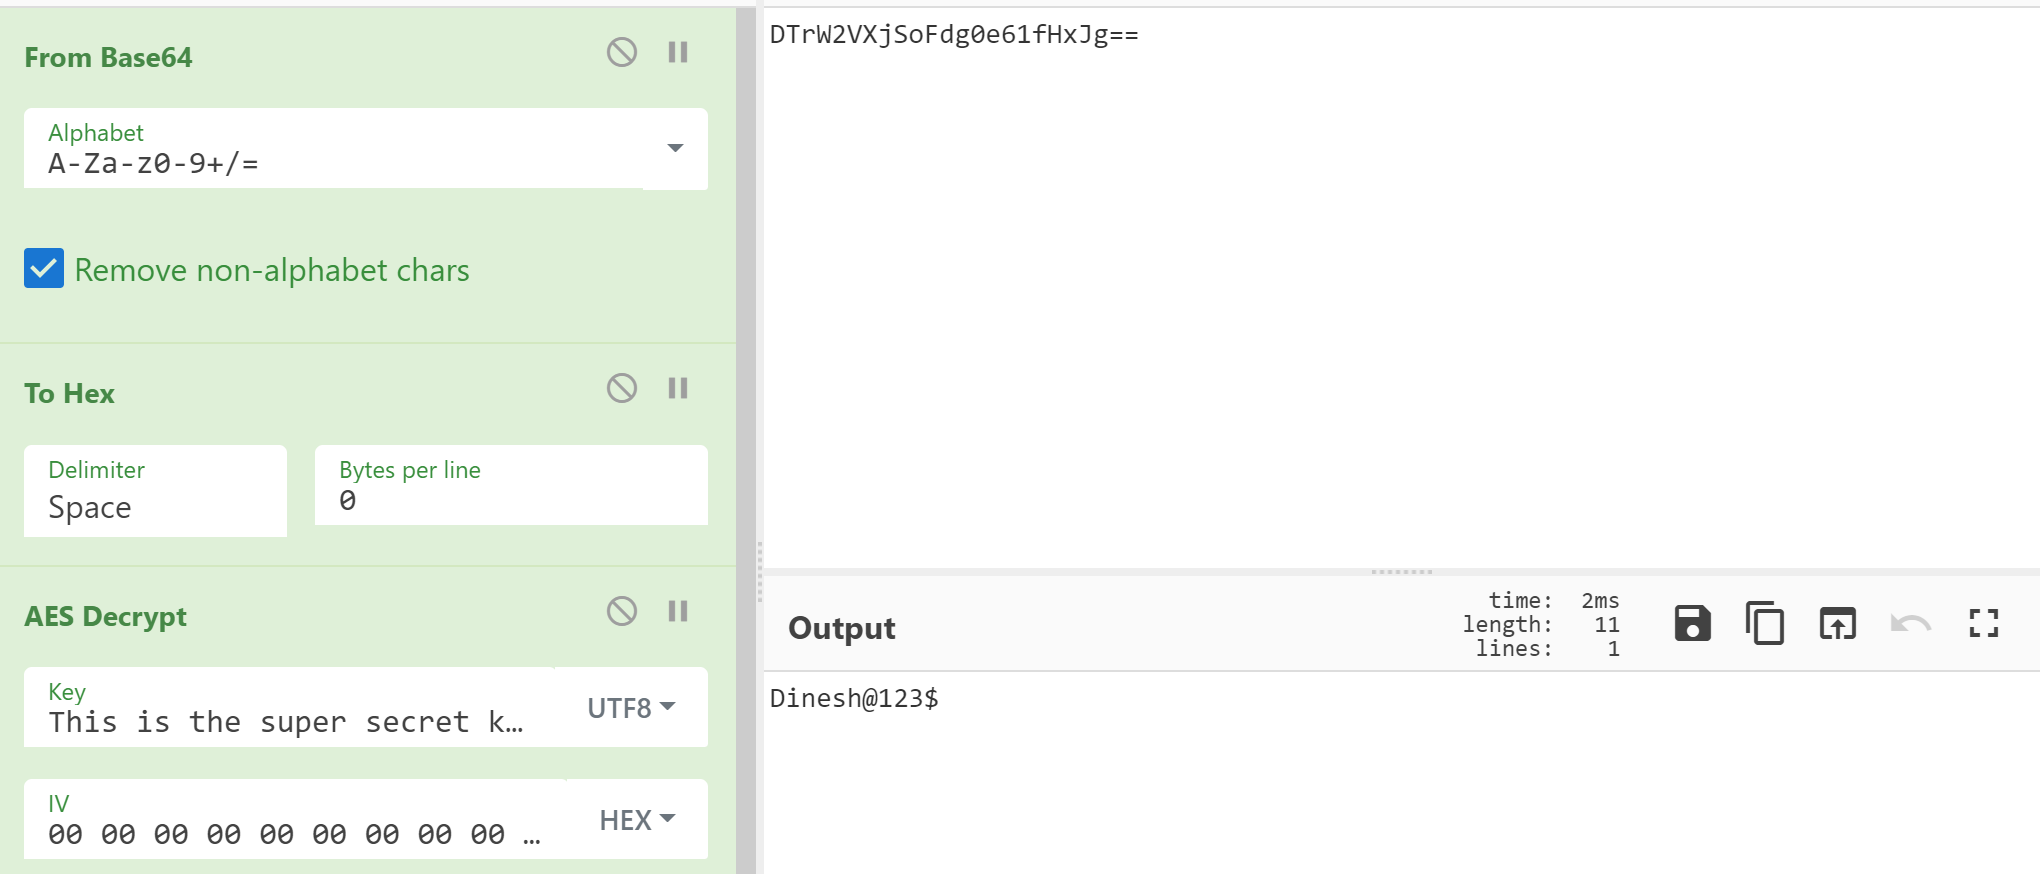 From Base64
Alphabet
A-Za-z0-9+/=
Remove non-alphabet chars
To Hex
Delimiter
Space
Bytes per line
0
AES Decrypt
Key
This is the super secret k…
UTF8
IV
00 00 00 00 00 00 00 00 00 …
HEX
DTrW2VXjSoFdg0e61fHxJg==
Output
time: 2ms
length: 11
lines: 1
Dinesh@123$